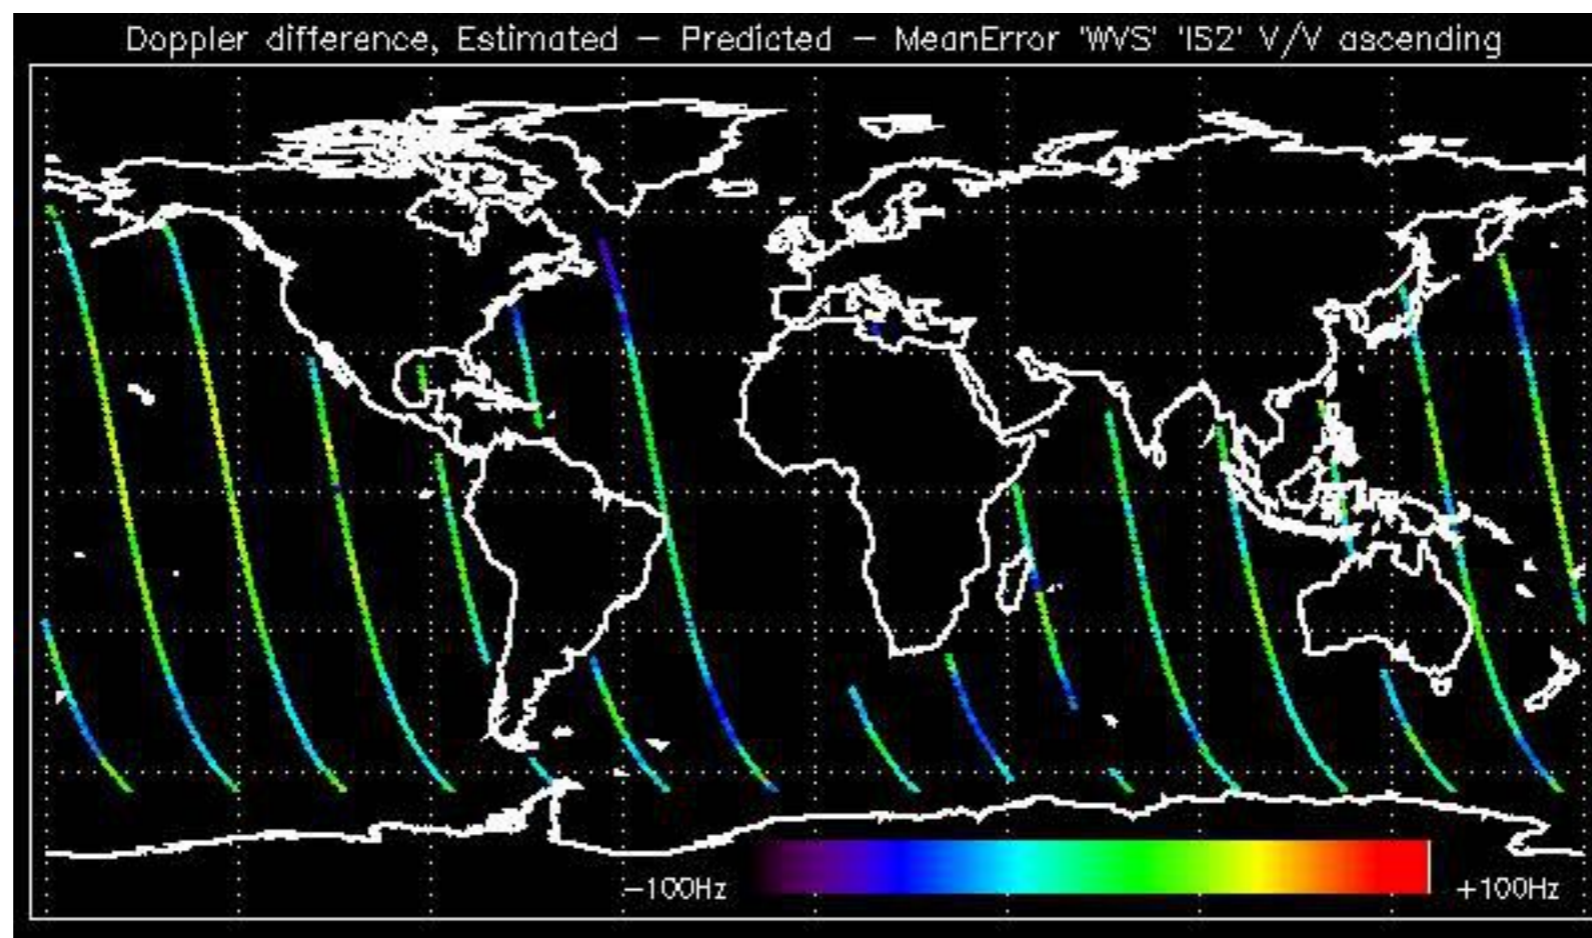 Doppler difference, Estimated – Predicted – MeanError 'WVS' 'IS2' V/V ascending
–100Hz +100Hz